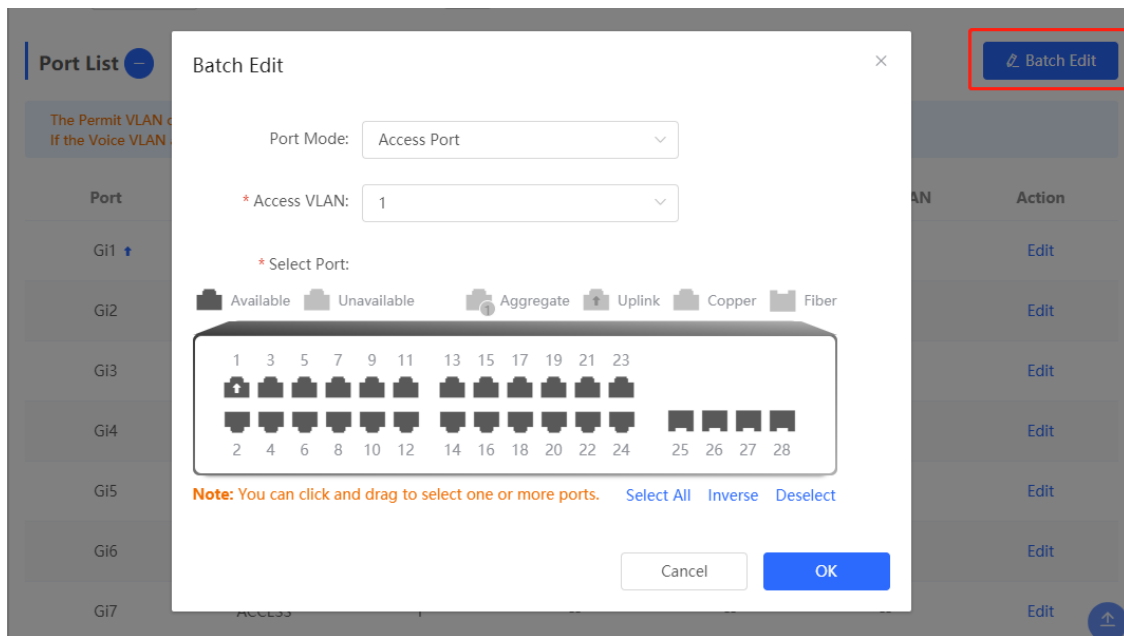 Port List
Batch Edit
The Permit VLAN
If the Voice VLAN
Port
AN
Action
Gi1
Edit
Gi2
Edit
Gi3
Edit
Gi4
Edit
Gi5
Edit
Gi6
Edit
Gi7
ACCESS
1
--
--
--
Edit
Batch Edit
Port Mode:
Access Port
* Access VLAN:
1
* Select Port:
Available
Unavailable
1
Aggregate
Uplink
Copper
Fiber
1 3 5 7 9 11 13 15 17 19 21 23
2 4 6 8 10 12 14 16 18 20 22 24 25 26 27 28
Note: You can click and drag to select one or more ports.
Select All
Inverse
Deselect
Cancel
OK